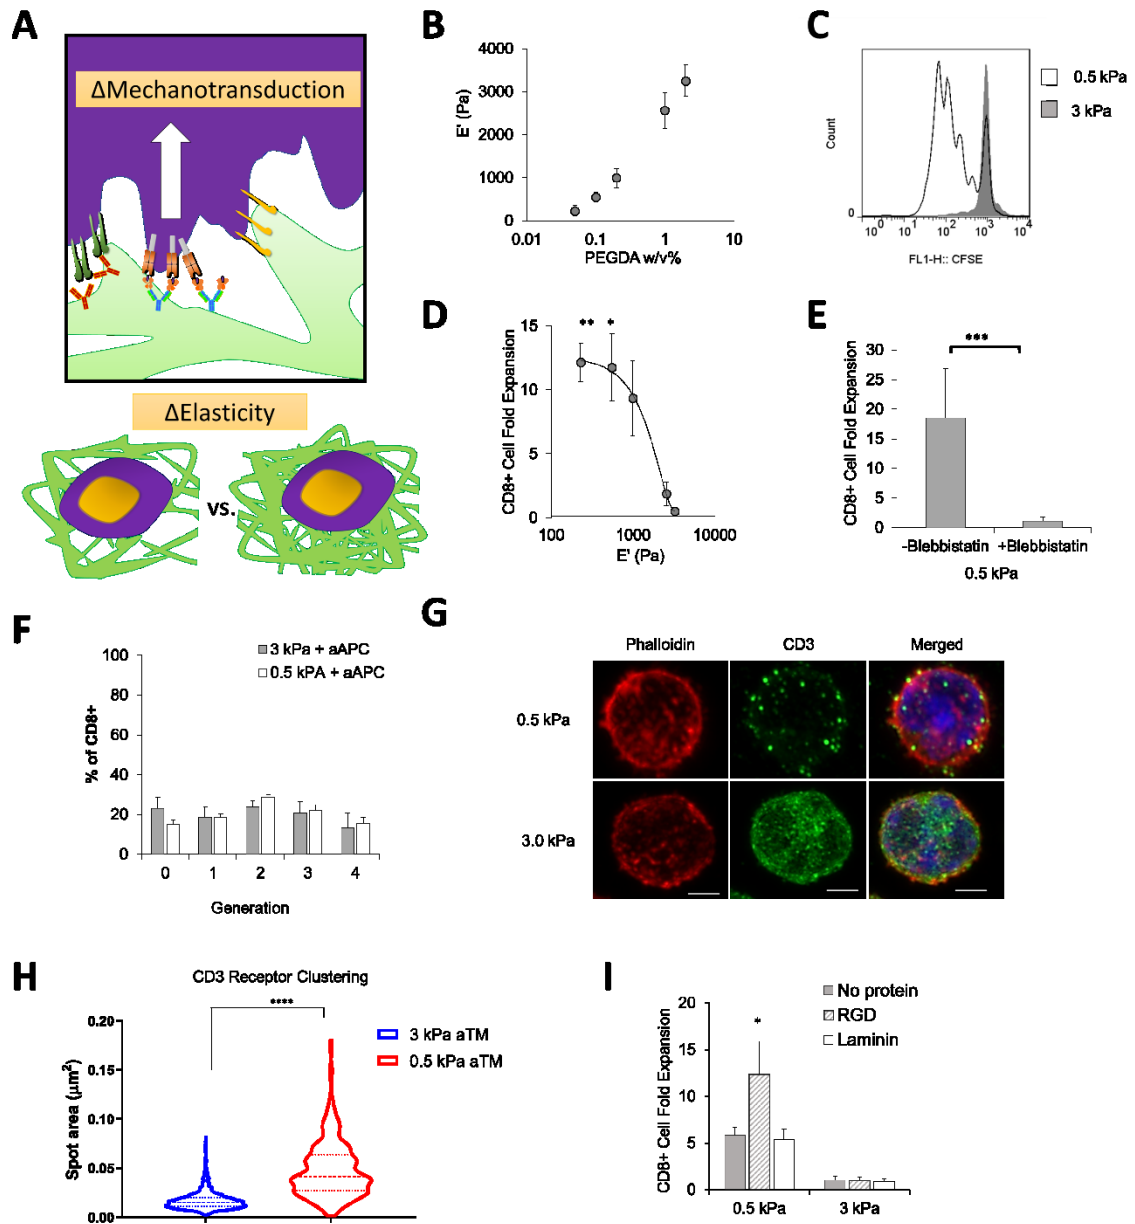 A
ΔMechanotransduction
ΔElasticity
vs.
B
E' (Pa)
4000
3000
2000
1000
0
0.01 0.1 1 10
PEGDA w/v%
C
Count
0
10⁰ 10¹ 10² 10³ 10⁴
FL1-H:: CFSE
0.5 kPa
3 kPa
D
CD8+ Cell Fold Expansion
15
10
5
0
** *
100 1000 10000
E' (Pa)
E
CD8+ Cell Fold Expansion
30
25
20
15
10
5
0
***
-Blebbistatin +Blebbistatin
0.5 kPa
F
3 kPa + aAPC
0.5 kPA + aAPC
% of CD8+
100
80
60
40
20
0
0 1 2 3 4
Generation
G
Phalloidin CD3 Merged
0.5 kPa
3.0 kPa
H
CD3 Receptor Clustering
****
Spot area (μm²)
0.20
0.15
0.10
0.05
0.00
3 kPa aTM
0.5 kPa aTM
I
No protein
RGD
Laminin
CD8+ Cell Fold Expansion
20
15
10
5
0
*
0.5 kPa 3 kPa